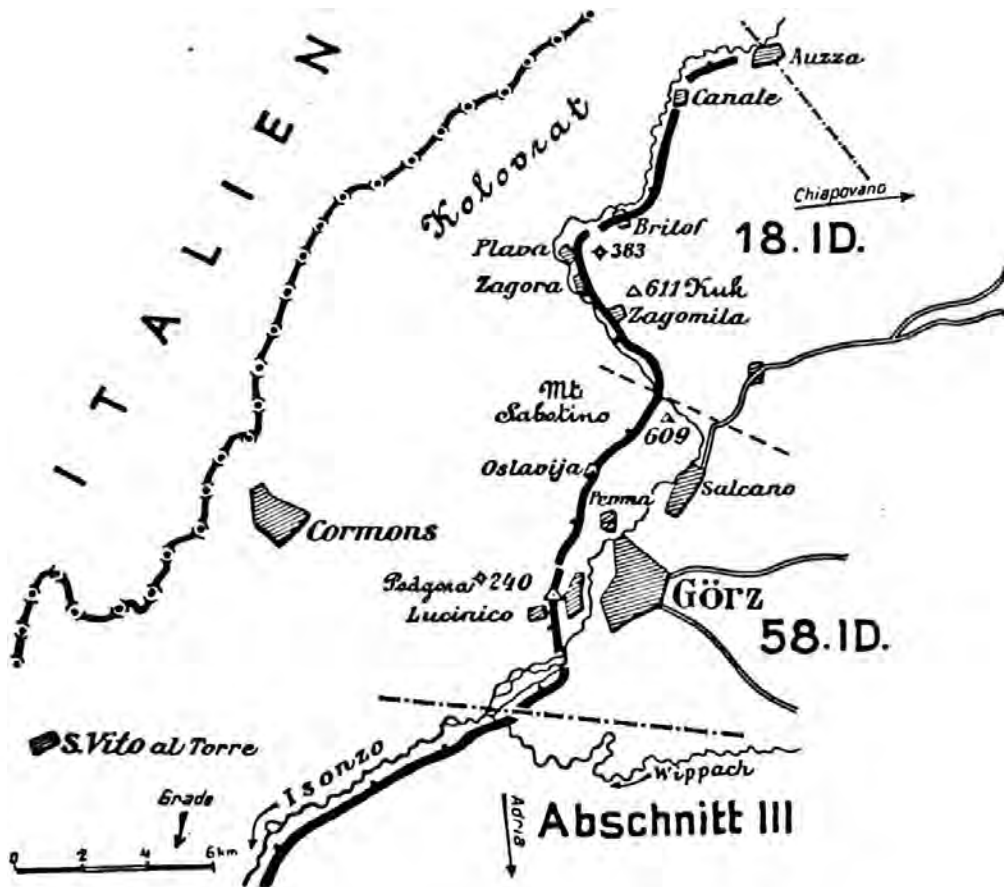 ITALIEN
Kolovrat
Auzza
Canale
Chiapovano
Britof
18. ID.
Plava
383
Zagora
611 Kuk
Zagomila
Mt.
Sabotino
609
Oslavija
Salcano
Cormons
Podgora 240
Lucinico
Görz
58. ID.
S. Vito al Torre
Isonzo
Wippach
Grado
Adria
Abschnitt III
0 2 4 6 km